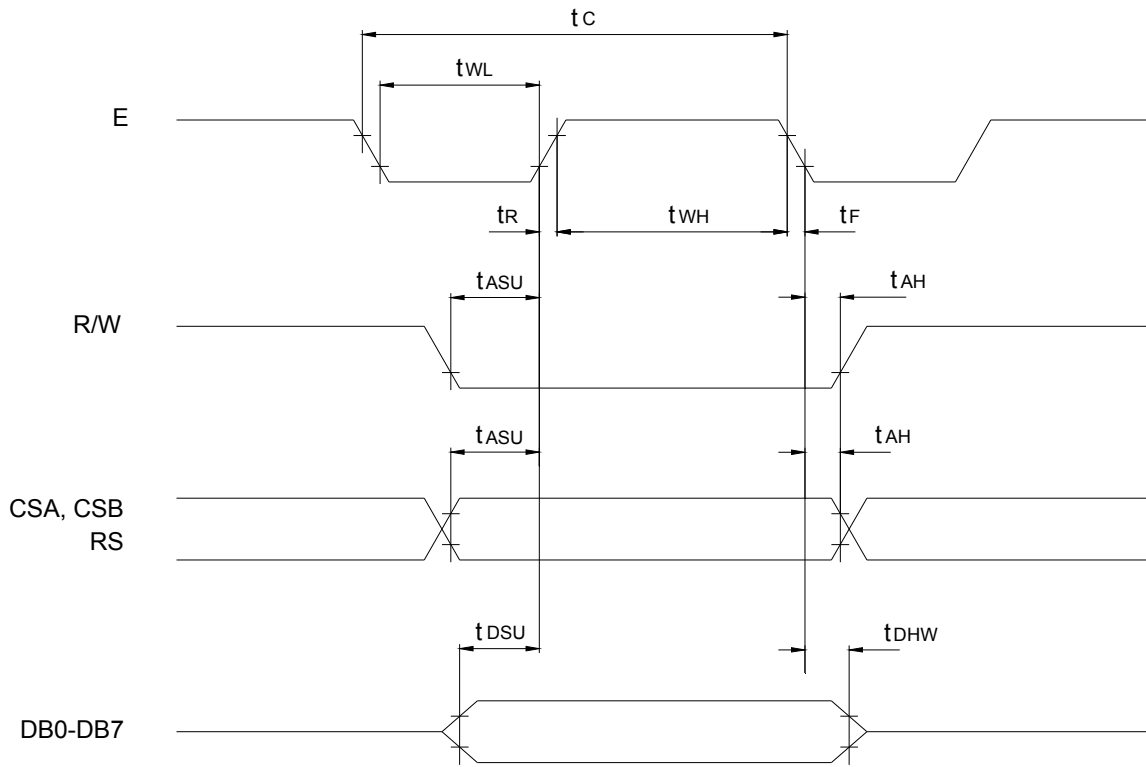 tC
tWL
E
tR
tWH
tF
tASU
tAH
R/W
tASU
tAH
CSA, CSB
RS
tDSU
tDHW
DB0-DB7